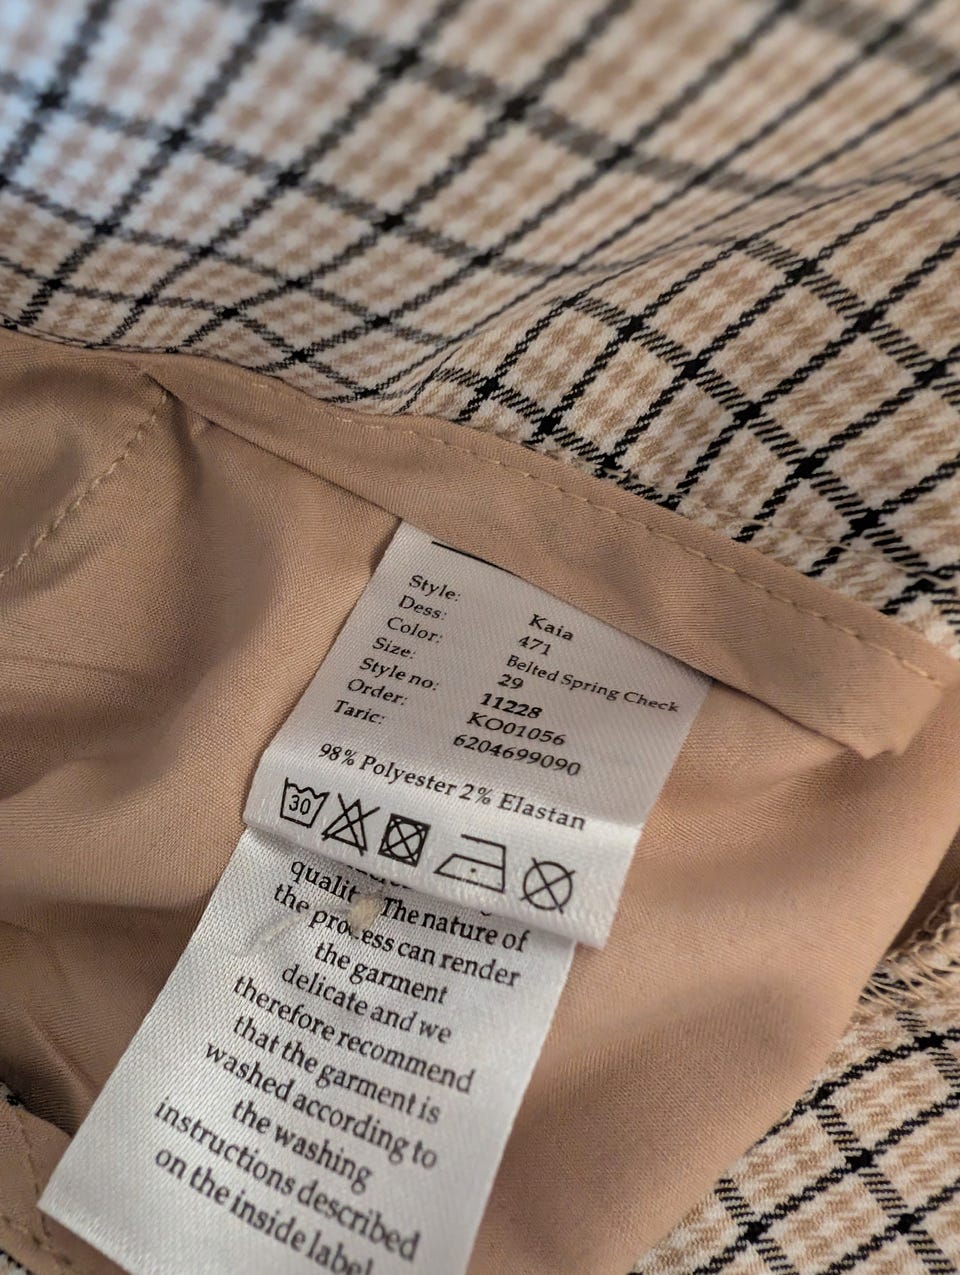 Style: Kaia
Dess: 471
Color: Belted Spring Check
Size: 29
Style no: 11228
Order: KO01056
Taric: 6204699090
98% Polyester 2% Elastan
30
The nature of
the process can render
the garment
delicate and we
therefore recommend
that the garment is
washed according to
the washing
instructions described
on the inside label